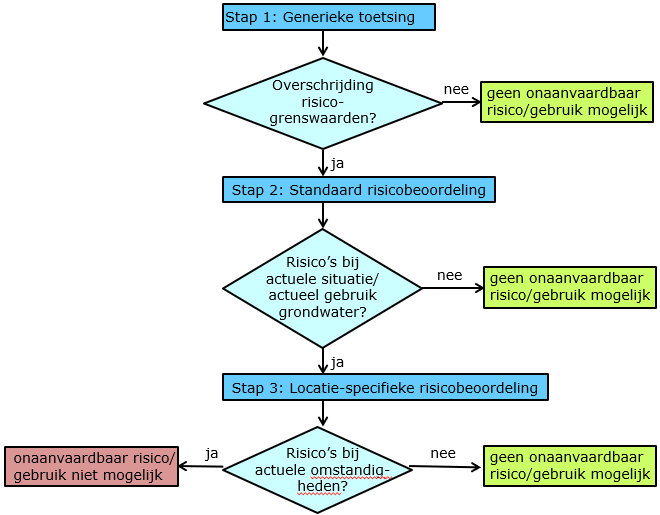 Stap 1: Generieke toetsing
Overschrijding
risico-
grenswaarden?
nee
geen onaanvaardbaar
risico/gebruik mogelijk
ja
Stap 2: Standaard risicobeoordeling
Risico's bij
actuele situatie/
actueel gebruik
grondwater?
nee
geen onaanvaardbaar
risico/gebruik mogelijk
ja
Stap 3: Locatie-specifieke risicobeoordeling
onaanvaardbaar risico/
gebruik niet mogelijk
ja
Risico's bij
actuele omstandig-
heden?
nee
geen onaanvaardbaar
risico/gebruik mogelijk